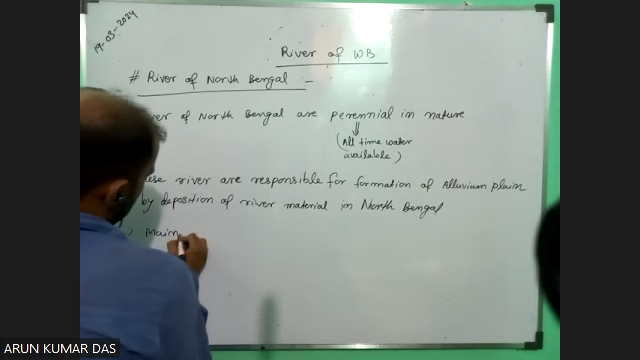 19-03-2024
River of WB
# River of North Bengal -
of North Bengal are perennial in nature
(All time water
available)
river are responsible for formation of Alluvium plain
by deposition of river material in North Bengal
Main
ARUN KUMAR DAS